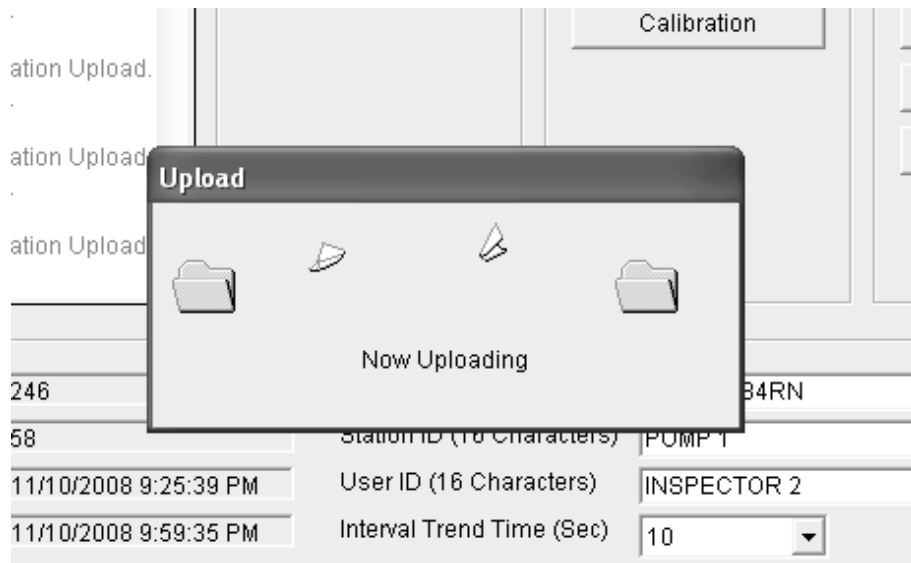 Calibration
ation Upload.
ation Upload
ation Upload
Upload
Now Uploading
246
84RN
58
Station ID (16 Characters)
PUMP 1
11/10/2008 9:25:39 PM
User ID (16 Characters)
INSPECTOR 2
11/10/2008 9:59:35 PM
Interval Trend Time (Sec)
10